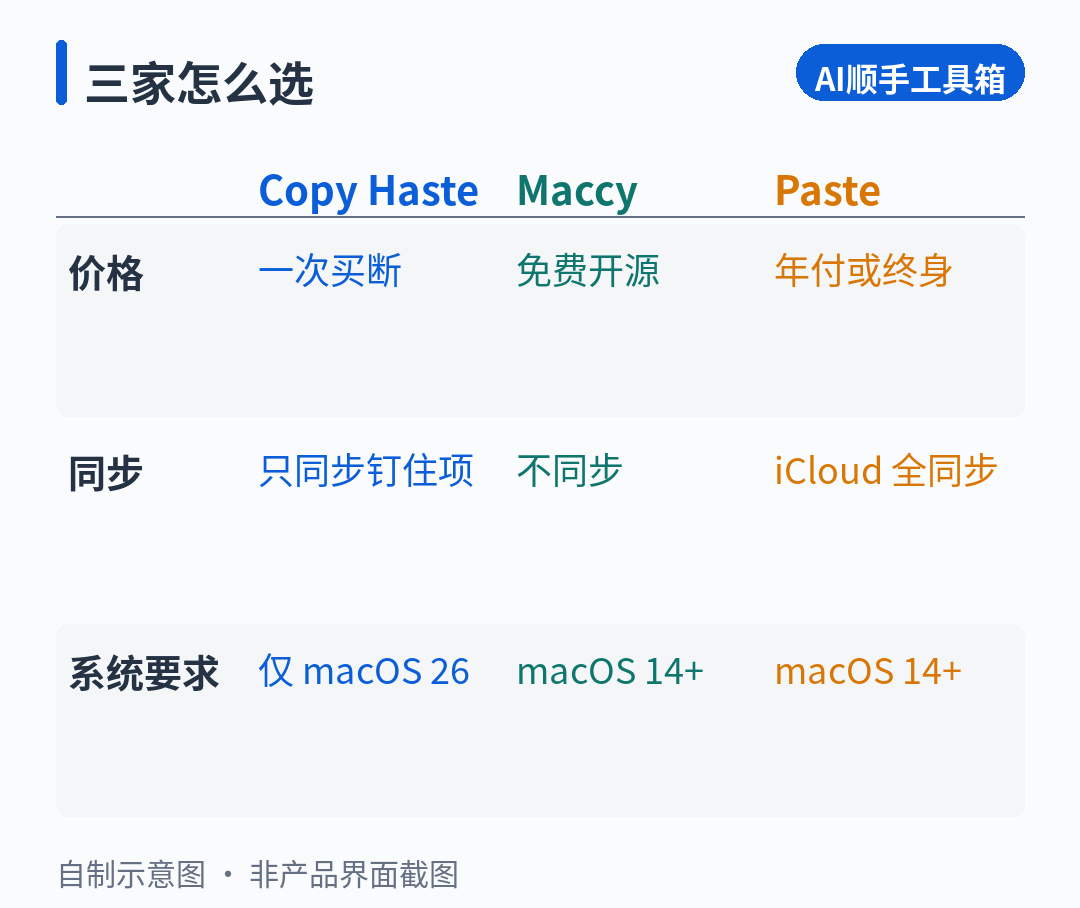 三家怎么选
AI顺手工具箱
Copy Haste Maccy Paste
价格 一次买断 免费开源 年付或终身
同步 只同步钉住项 不同步 iCloud 全同步
系统要求 仅 macOS 26 macOS 14+ macOS 14+
自制示意图 · 非产品界面截图